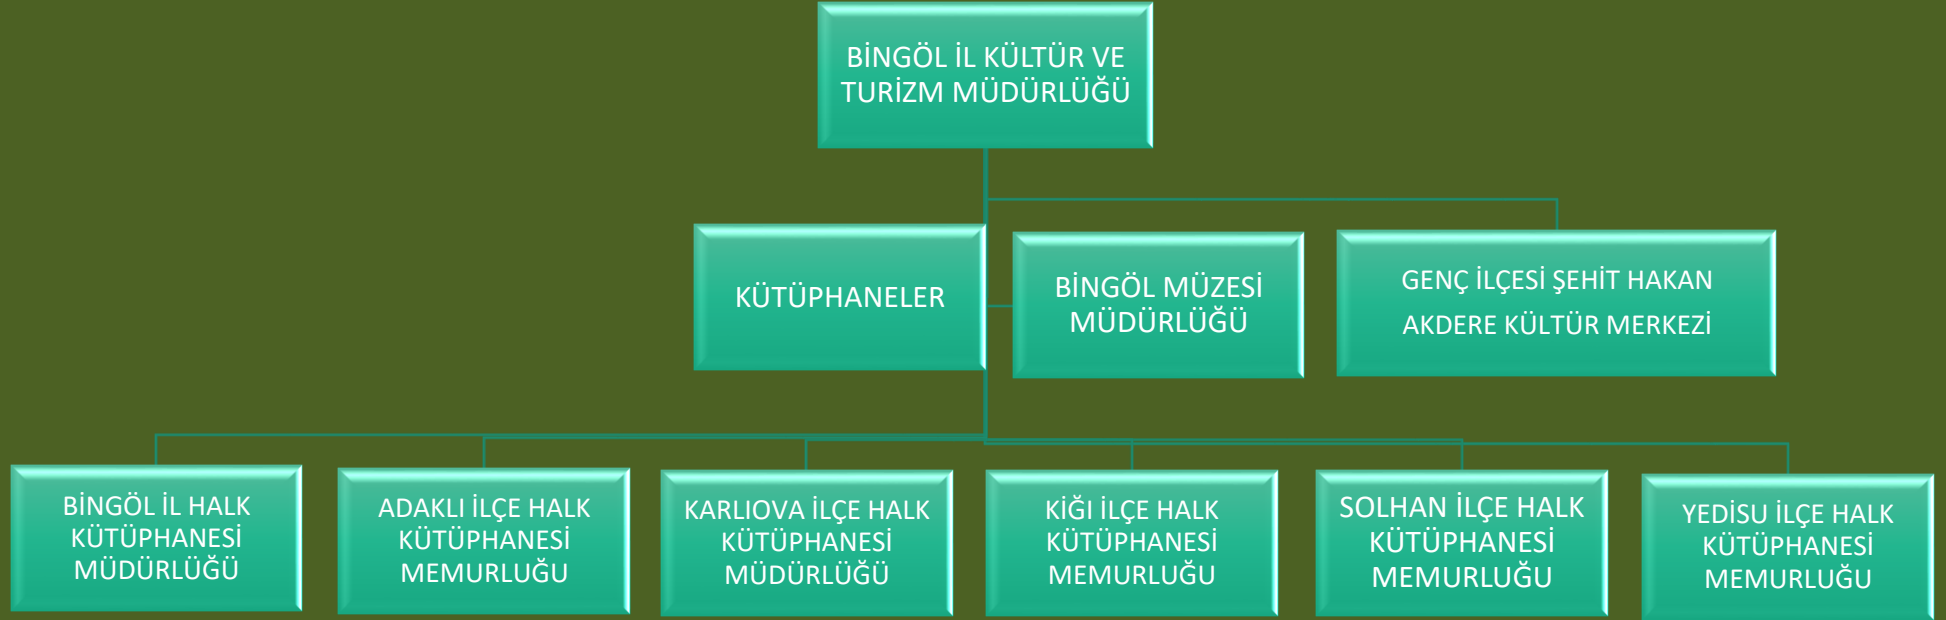 BİNGÖL İL KÜLTÜR VE
TURİZM MÜDÜRLÜĞÜ
KÜTÜPHANELER
BİNGÖL MÜZESİ
MÜDÜRLÜĞÜ
GENÇ İLÇESİ ŞEHİT HAKAN
AKDERE KÜLTÜR MERKEZİ
BİNGÖL İL HALK
KÜTÜPHANESİ
MÜDÜRLÜĞÜ
ADAKLI İLÇE HALK
KÜTÜPHANESİ
MEMURLUĞU
KARLIOVA İLÇE HALK
KÜTÜPHANESİ
MÜDÜRLÜĞÜ
KİĞI İLÇE HALK
KÜTÜPHANESİ
MEMURLUĞU
SOLHAN İLÇE HALK
KÜTÜPHANESİ
MEMURLUĞU
YEDİSU İLÇE HALK
KÜTÜPHANESİ
MEMURLUĞU